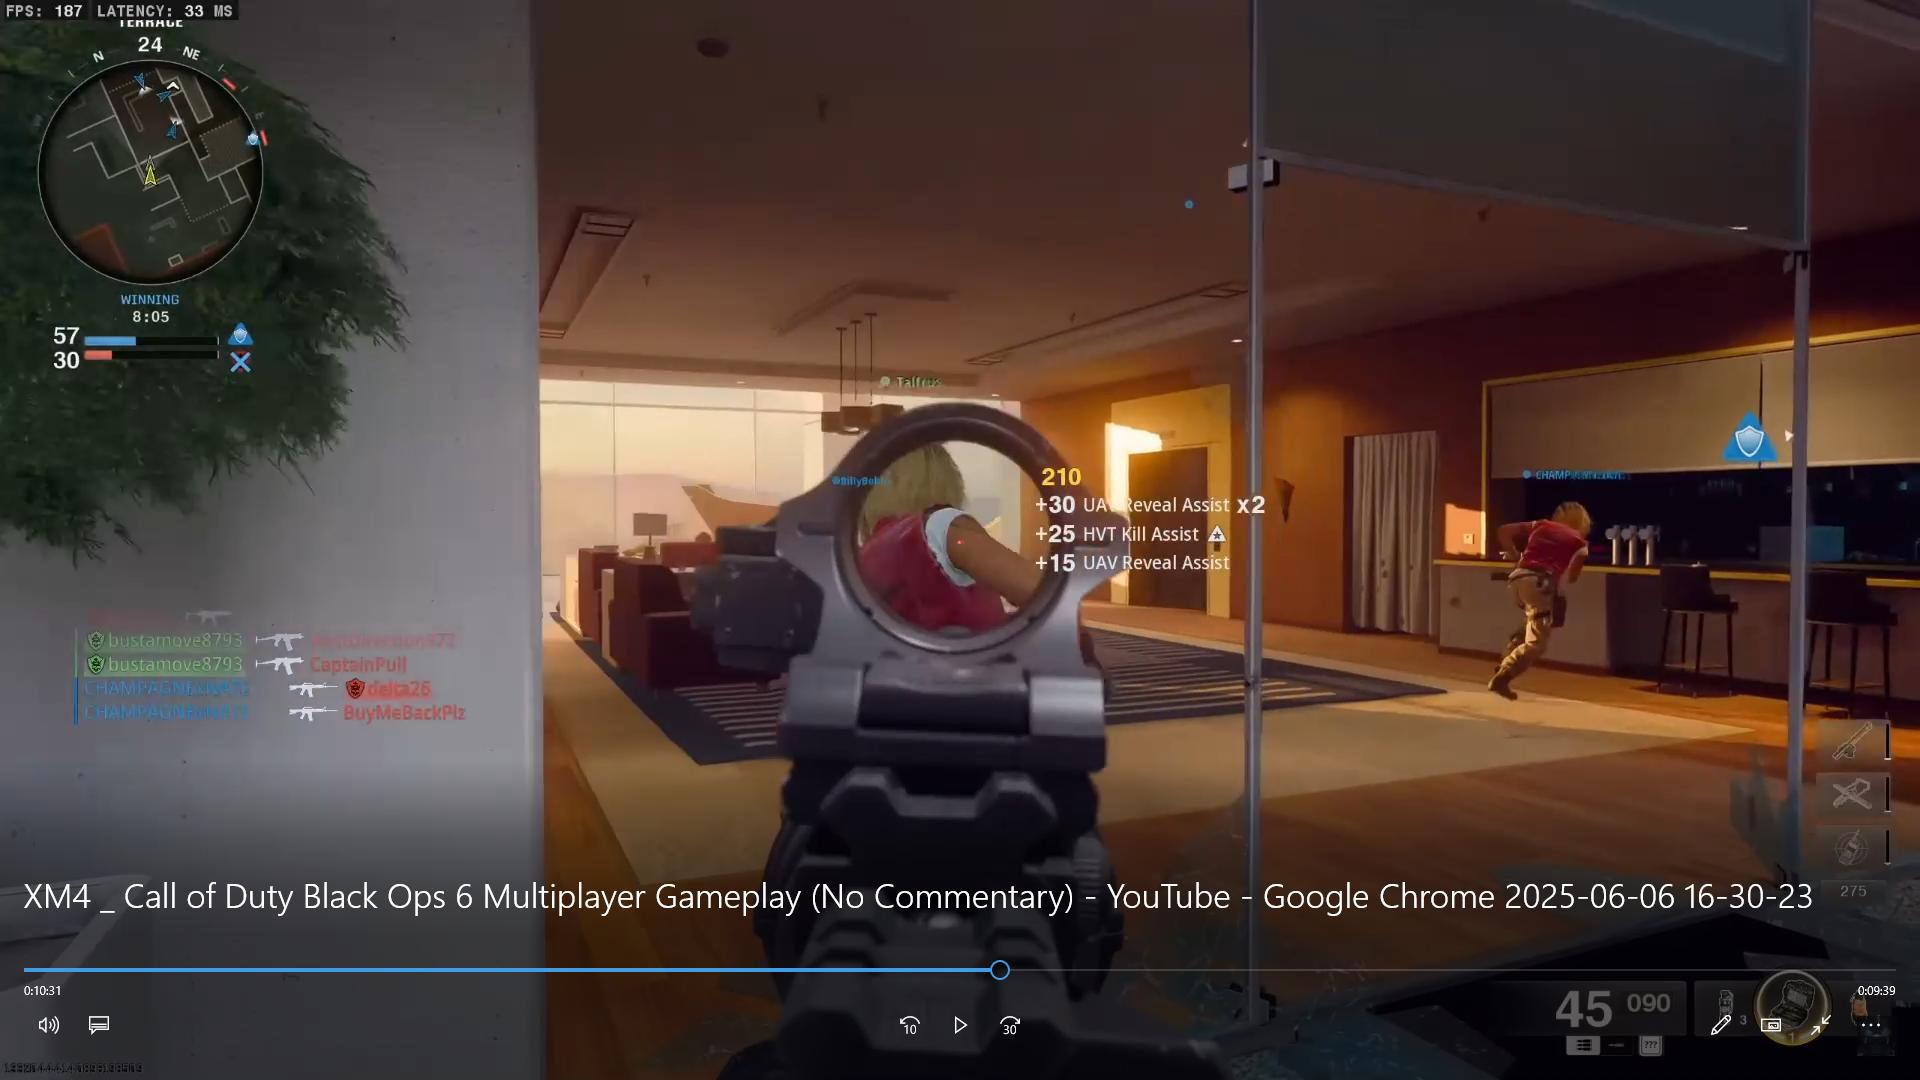 FPS: 187 LATENCY: 33 MS
TERRACE
24
N
NE
WINNING
8:05
57
30
Talfrus
210
+30 UAV Reveal Assist x2
+25 HVT Kill Assist
+15 UAV Reveal Assist
bustamove8793
bustamove8793 CaptainPull
delta26
BuyMeBackPlz
275
XM4 _ Call of Duty Black Ops 6 Multiplayer Gameplay (No Commentary) - YouTube - Google Chrome 2025-06-06 16-30-23
0:10:31
0:09:39
45 090
3
10
30
1
???